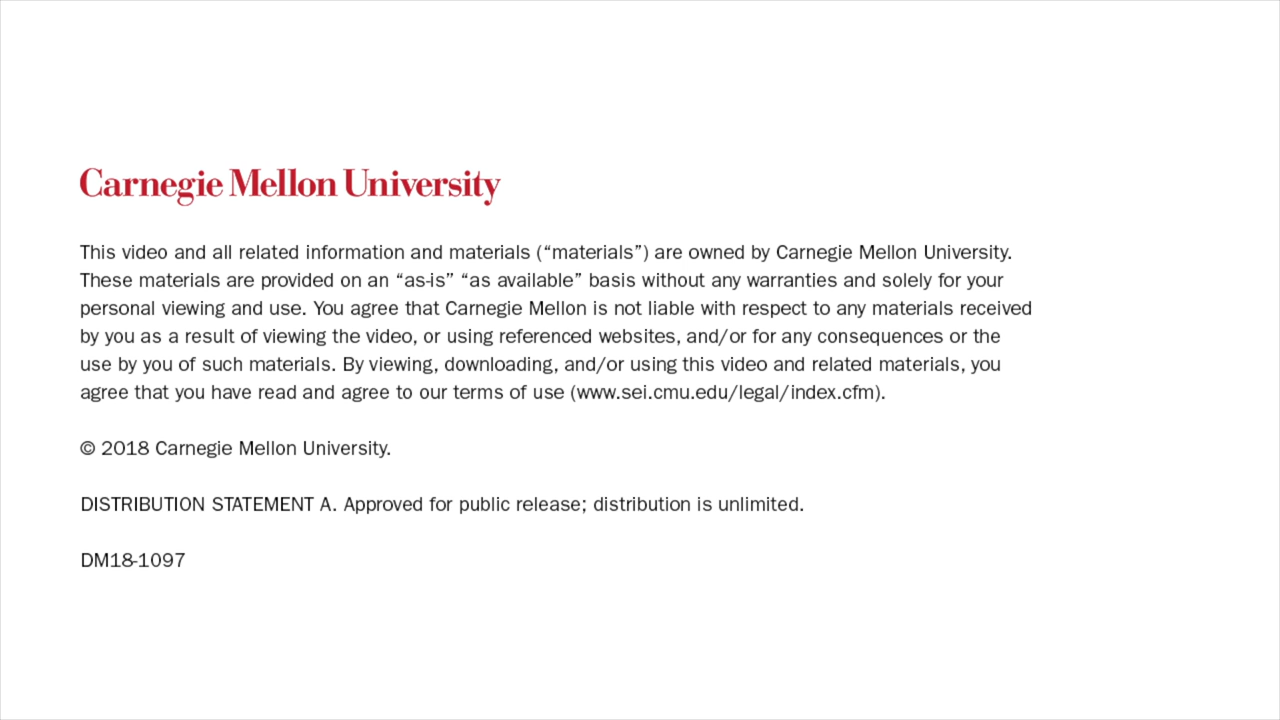 Carnegie Mellon University
This video and all related information and materials (“materials”) are owned by Carnegie Mellon University.
These materials are provided on an “as-is” “as available” basis without any warranties and solely for your
personal viewing and use. You agree that Carnegie Mellon is not liable with respect to any materials received
by you as a result of viewing the video, or using referenced websites, and/or for any consequences or the
use by you of such materials. By viewing, downloading, and/or using this video and related materials, you
agree that you have read and agree to our terms of use (www.sei.cmu.edu/legal/index.cfm).
© 2018 Carnegie Mellon University.
DISTRIBUTION STATEMENT A. Approved for public release; distribution is unlimited.
DM18-1097